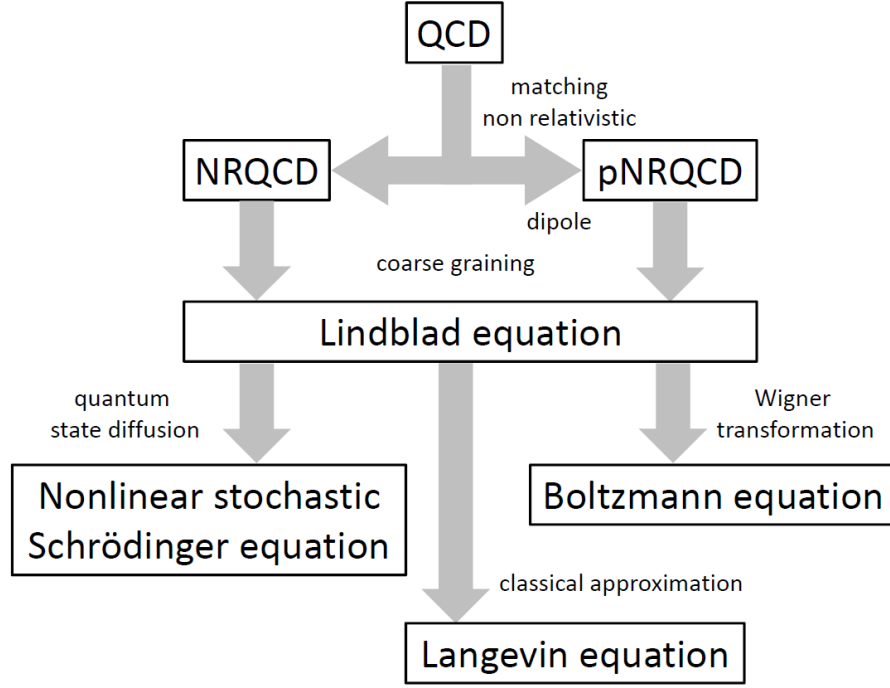 QCD
matching
non relativistic
NRQCD
pNRQCD
dipole
coarse graining
Lindblad equation
quantum
state diffusion
Wigner
transformation
Nonlinear stochastic
Schrödinger equation
Boltzmann equation
classical approximation
Langevin equation